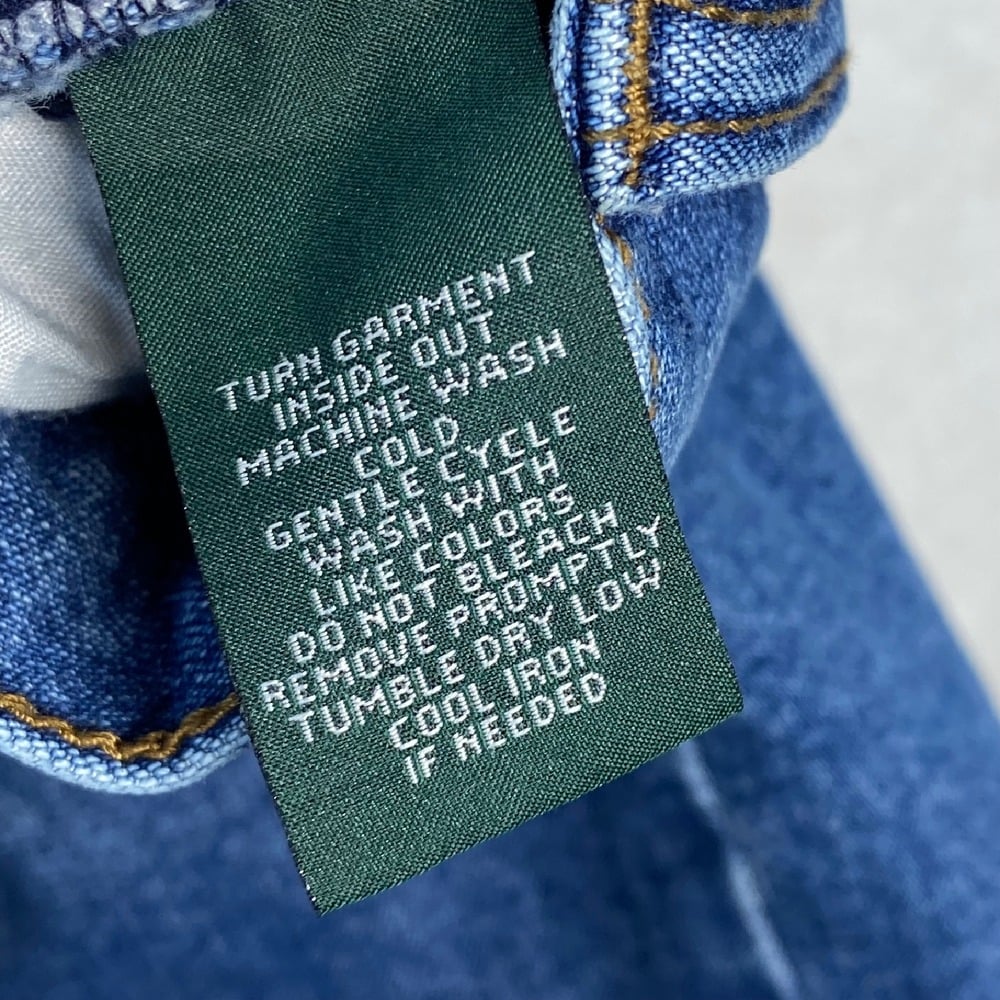 TURN GARMENT
INSIDE OUT
MACHINE WASH
COLD
GENTLE CYCLE
WASH WITH
LIKE COLORS
DO NOT BLEACH
REMOVE PROMPTLY
TUMBLE DRY LOW
COOL IRON
IF NEEDED